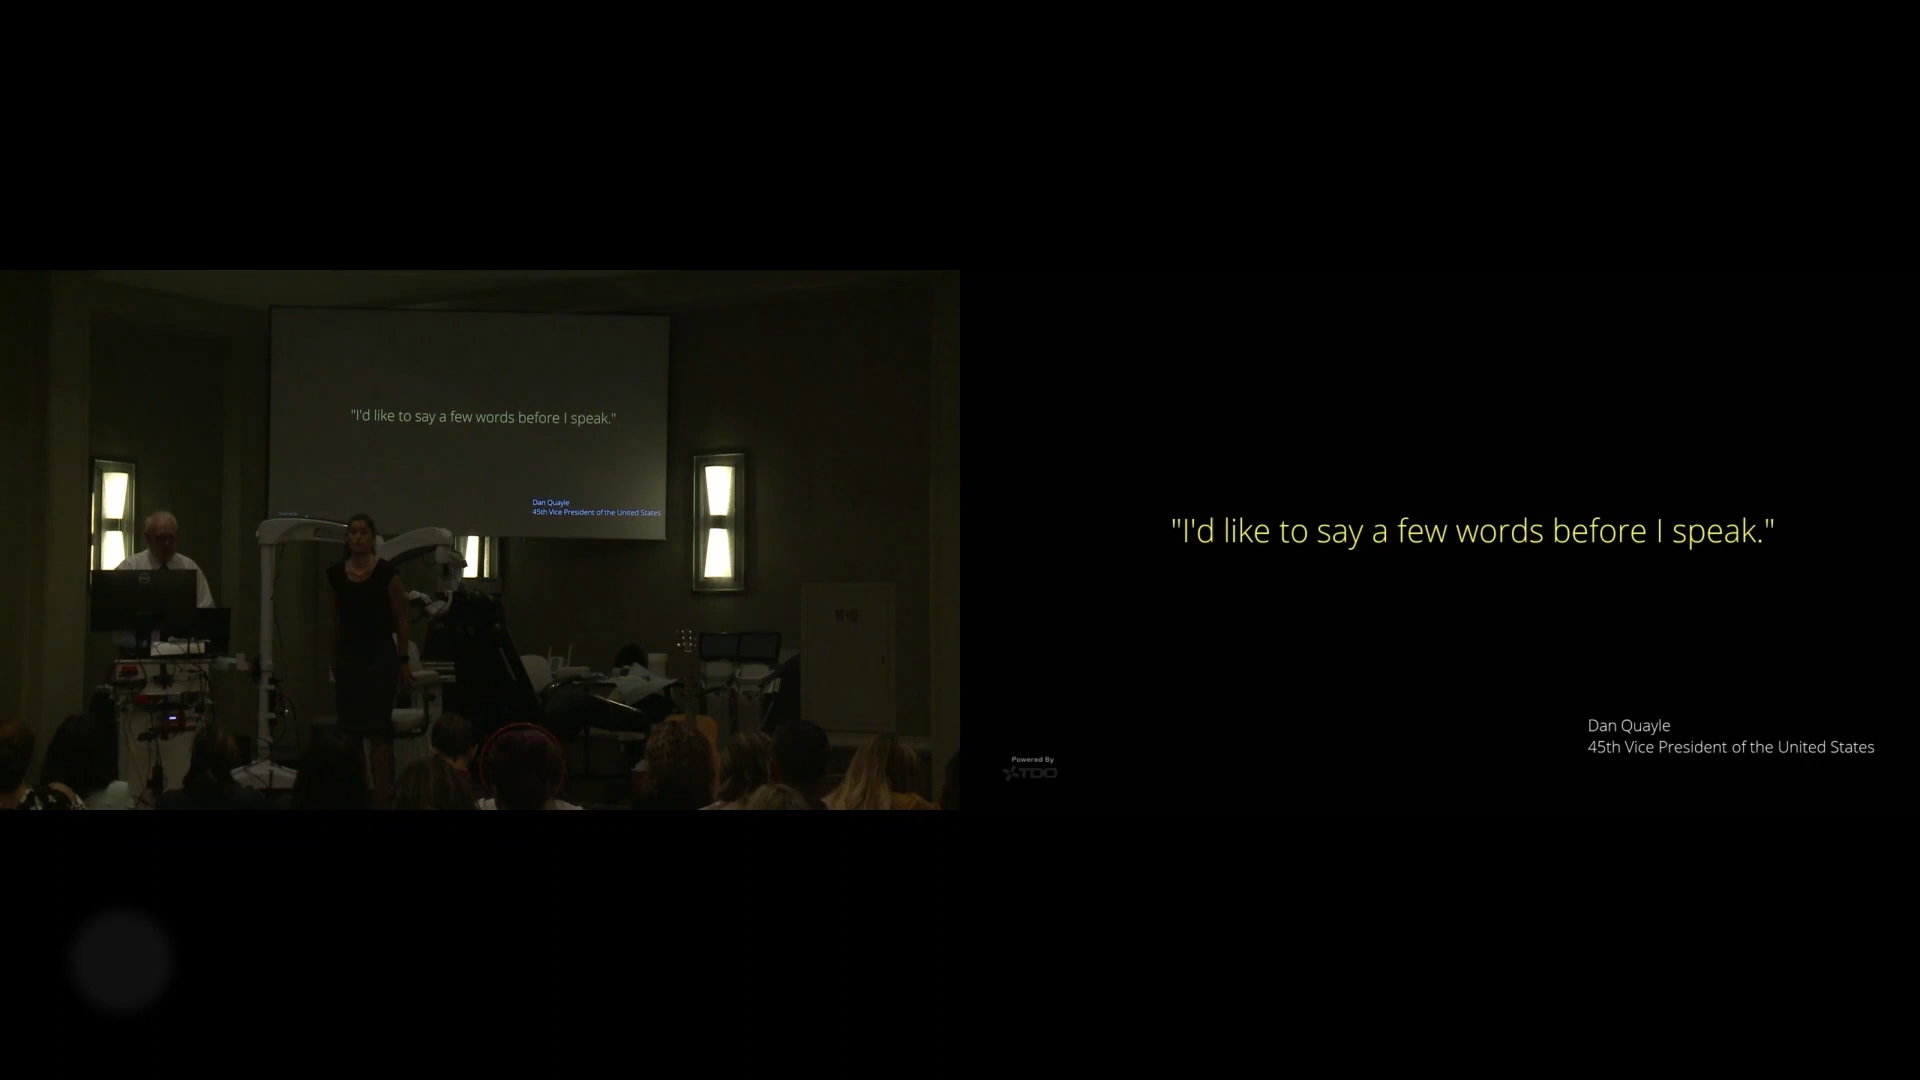 "I'd like to say a few words before I speak."
Dan Quayle
45th Vice President of the United States
"I'd like to say a few words before I speak."
Dan Quayle
45th Vice President of the United States
Powered By
TDO